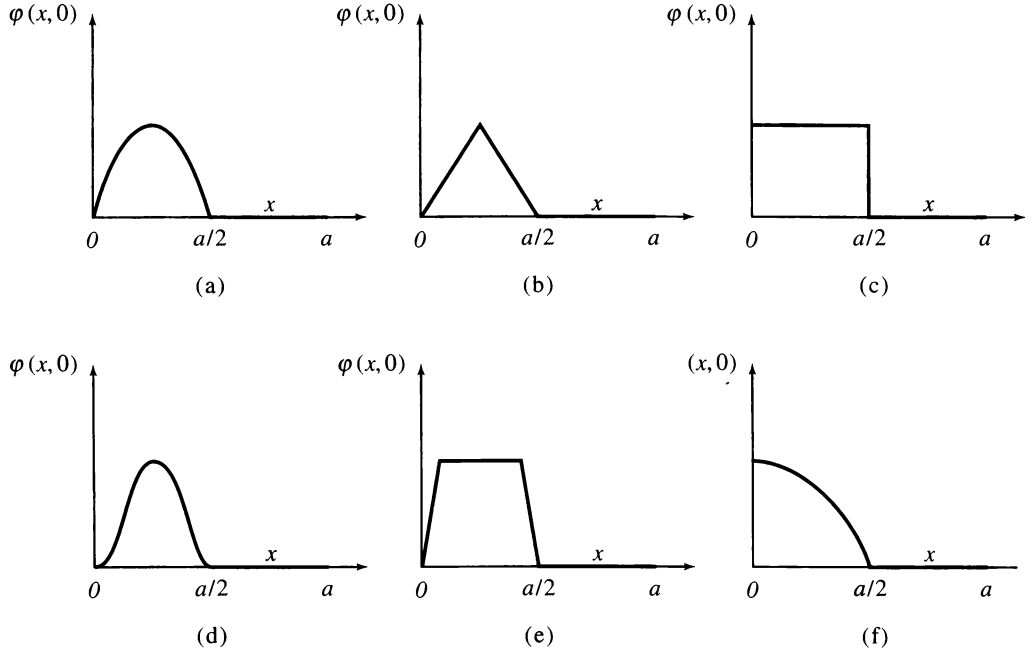 φ(x,0) φ(x,0) φ(x,0)
x x x
0 a/2 a 0 a/2 a 0 a/2 a
(a) (b) (c)
φ(x,0) φ(x,0) (x,0)
x x x
0 a/2 a 0 a/2 a 0 a/2 a
(d) (e) (f)